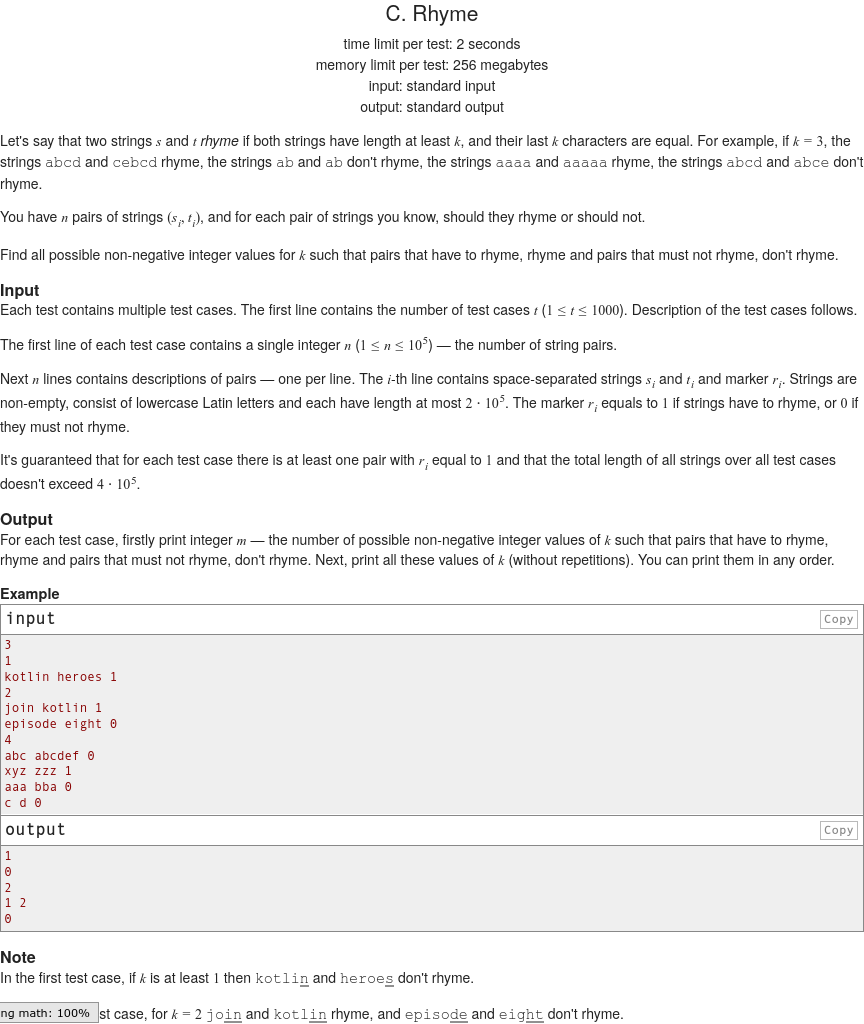 C. Rhyme
time limit per test: 2 seconds
memory limit per test: 256 megabytes
input: standard input
output: standard output
Let's say that two strings s and t rhyme if both strings have length at least k, and their last k characters are equal. For example, if k = 3, the
strings abcd and cebcd rhyme, the strings ab and ab don't rhyme, the strings aaaa and aaaaa rhyme, the strings abcd and abce don't
rhyme.
You have n pairs of strings (s_i, t_i), and for each pair of strings you know, should they rhyme or should not.
Find all possible non-negative integer values for k such that pairs that have to rhyme, rhyme and pairs that must not rhyme, don't rhyme.
Input
Each test contains multiple test cases. The first line contains the number of test cases t (1 ≤ t ≤ 1000). Description of the test cases follows.
The first line of each test case contains a single integer n (1 ≤ n ≤ 10^5) — the number of string pairs.
Next n lines contains descriptions of pairs — one per line. The i-th line contains space-separated strings s_i and t_i and marker r_i. Strings are
non-empty, consist of lowercase Latin letters and each have length at most 2 · 10^5. The marker r_i equals to 1 if strings have to rhyme, or 0 if
they must not rhyme.
It's guaranteed that for each test case there is at least one pair with r_i equal to 1 and that the total length of all strings over all test cases
doesn't exceed 4 · 10^5.
Output
For each test case, firstly print integer m — the number of possible non-negative integer values of k such that pairs that have to rhyme,
rhyme and pairs that must not rhyme, don't rhyme. Next, print all these values of k (without repetitions). You can print them in any order.
Example
input Copy
3
1
kotlin heroes 1
2
join kotlin 1
episode eight 0
4
abc abcdef 0
xyz zzz 1
aaa bba 0
c d 0
output Copy
1
0
2
1 2
0
Note
In the first test case, if k is at least 1 then kotlin and heroes don't rhyme.
ng math: 100% st case, for k = 2 join and kotlin rhyme, and episode and eight don't rhyme.